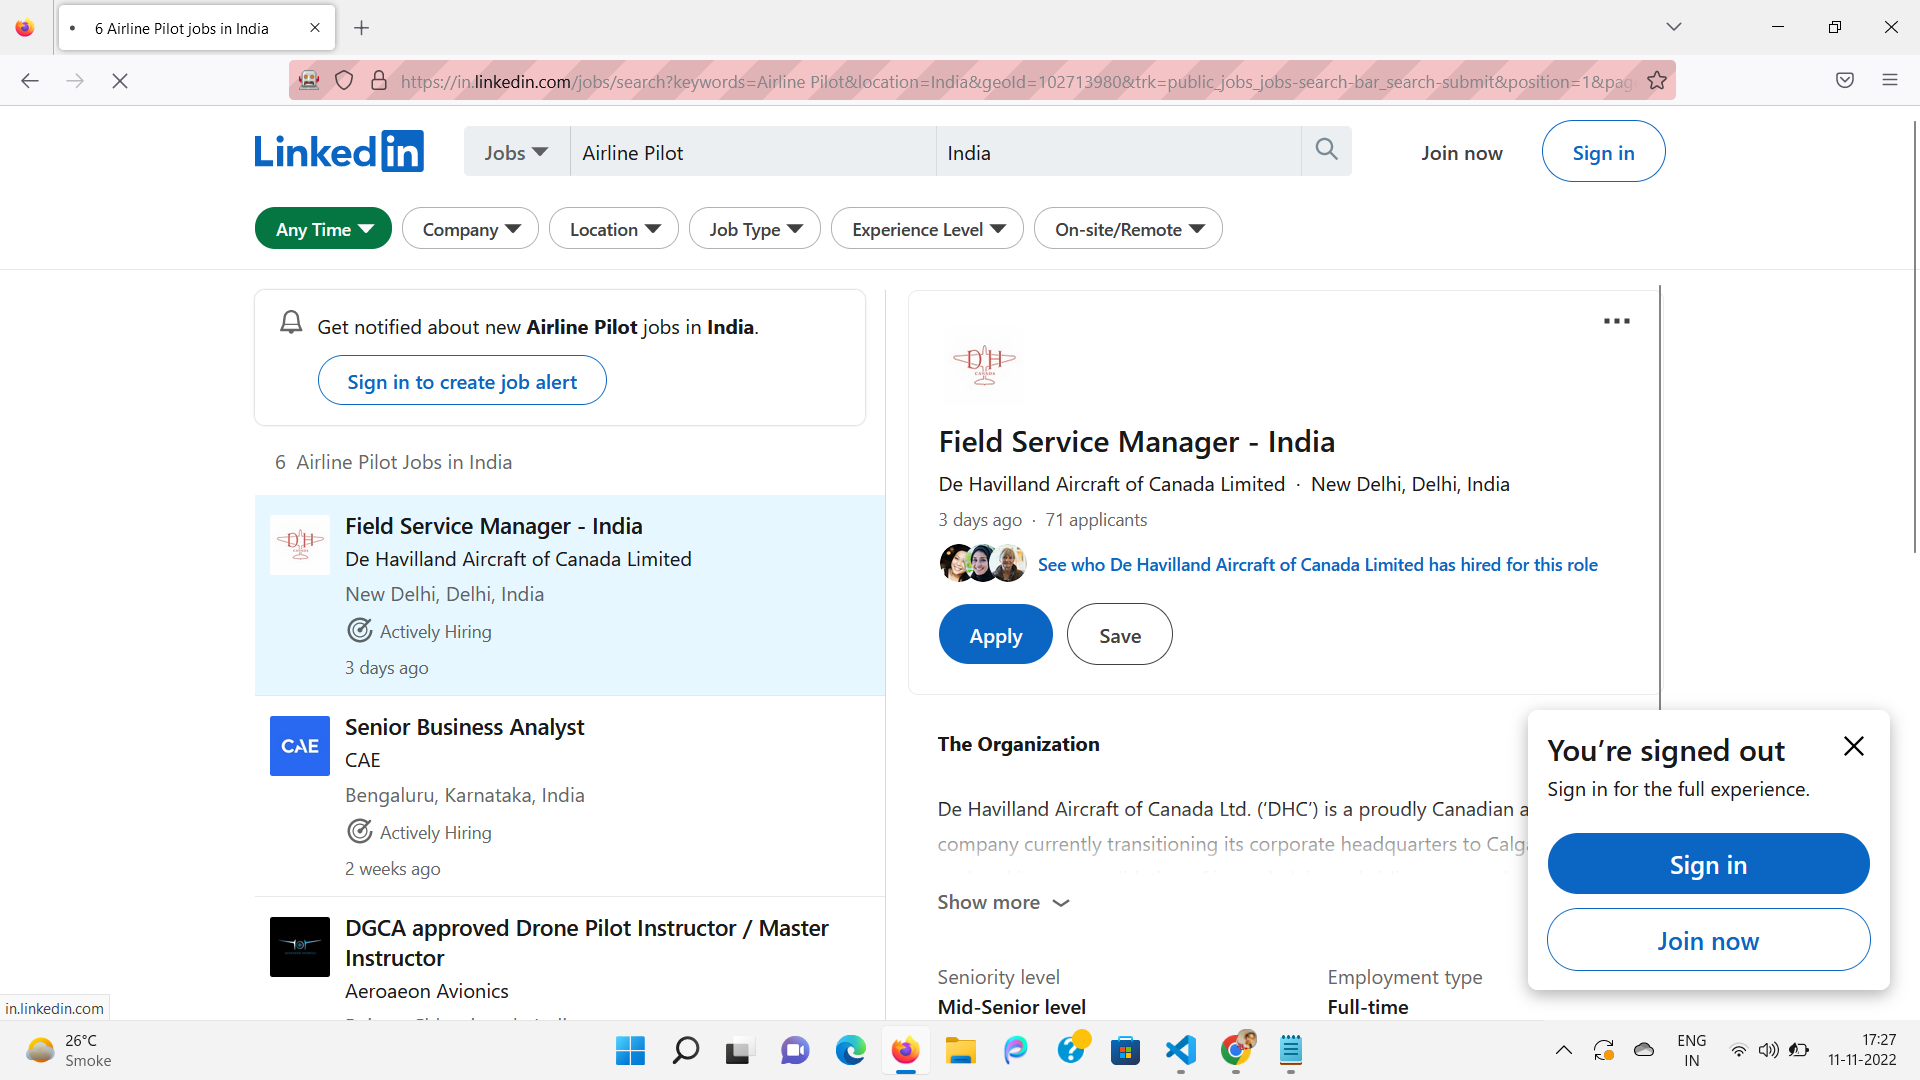 6 Airline Pilot jobs in India
https://in.linkedin.com/jobs/search?keywords=Airline Pilot&location=India&geoId=102713980&trk=public_jobs_jobs-search-bar_search-submit&position=1&pag
Linked in
Jobs
Airline Pilot
India
Join now
Sign in
Any Time
Company
Location
Job Type
Experience Level
On-site/Remote
Get notified about new Airline Pilot jobs in India.
Sign in to create job alert
6 Airline Pilot Jobs in India
DH
CANADA
Field Service Manager - India
De Havilland Aircraft of Canada Limited
New Delhi, Delhi, India
Actively Hiring
3 days ago
CAE
Senior Business Analyst
CAE
Bengaluru, Karnataka, India
Actively Hiring
2 weeks ago
DGCA approved Drone Pilot Instructor / Master
Instructor
Aeroaeon Avionics
DH
CANADA
Field Service Manager - India
De Havilland Aircraft of Canada Limited · New Delhi, Delhi, India
3 days ago · 71 applicants
See who De Havilland Aircraft of Canada Limited has hired for this role
Apply
Save
The Organization
De Havilland Aircraft of Canada Ltd. (‘DHC’) is a proudly Canadian a
company currently transitioning its corporate headquarters to Calga
Show more
Seniority level
Mid-Senior level
Employment type
Full-time
You’re signed out
Sign in for the full experience.
Sign in
Join now
in.linkedin.com
26°C
Smoke
ENG
IN
17:27
11-11-2022